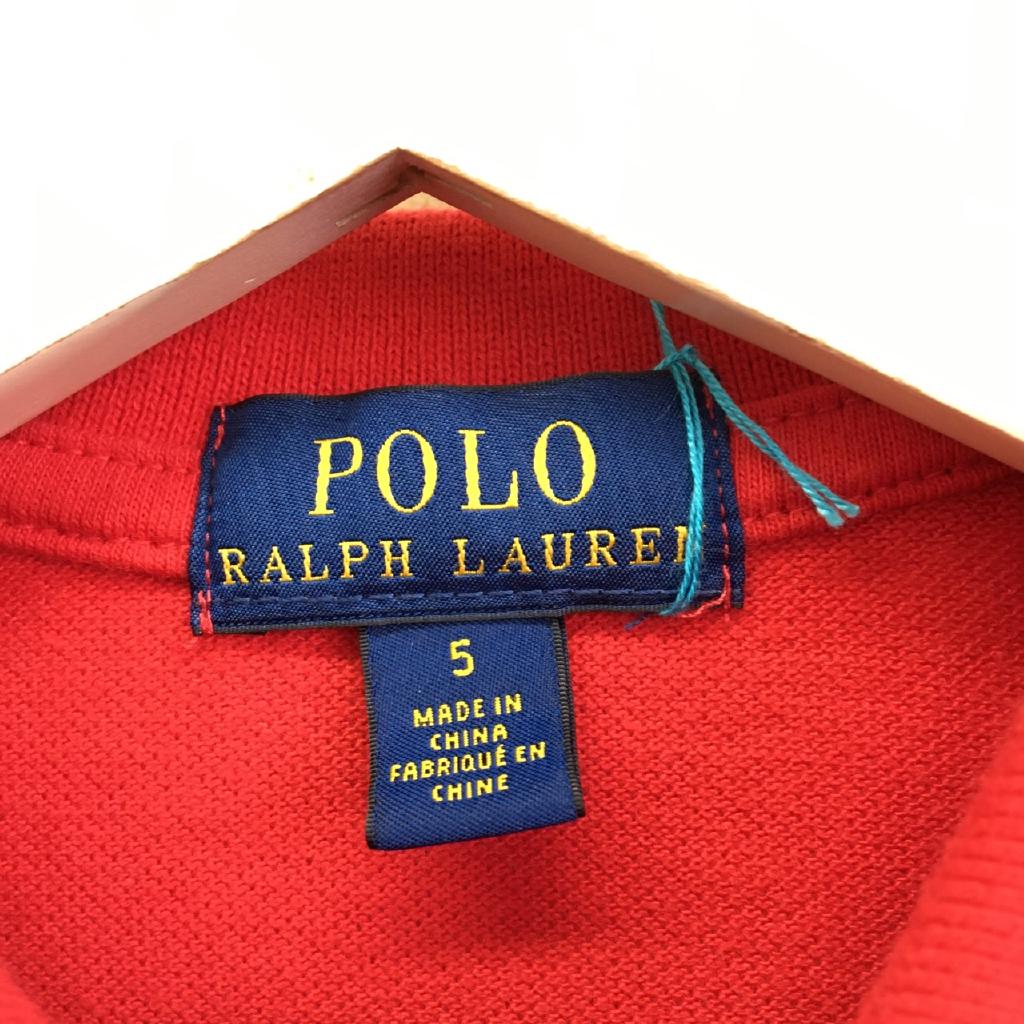 POLO
RALPH LAUREN
5
MADE IN
CHINA
FABRIQUÉ EN
CHINE